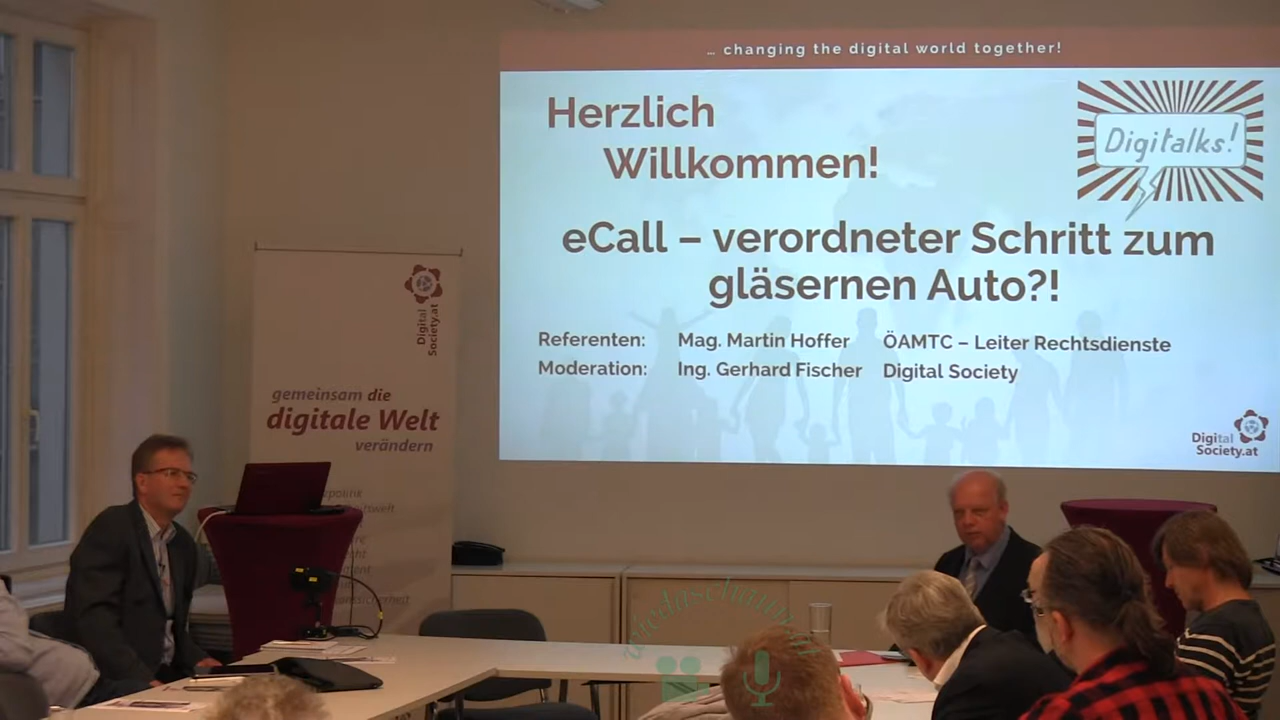 … changing the digital world together!
Herzlich
Willkommen!
Digitalks!
eCall – verordneter Schritt zum
gläsernen Auto?!
Referenten: Mag. Martin Hoffer ÖAMTC – Leiter Rechtsdienste
Moderation: Ing. Gerhard Fischer Digital Society
Digital
Society.at
Digital
Society.at
gemeinsam die
digitale Welt
verändern